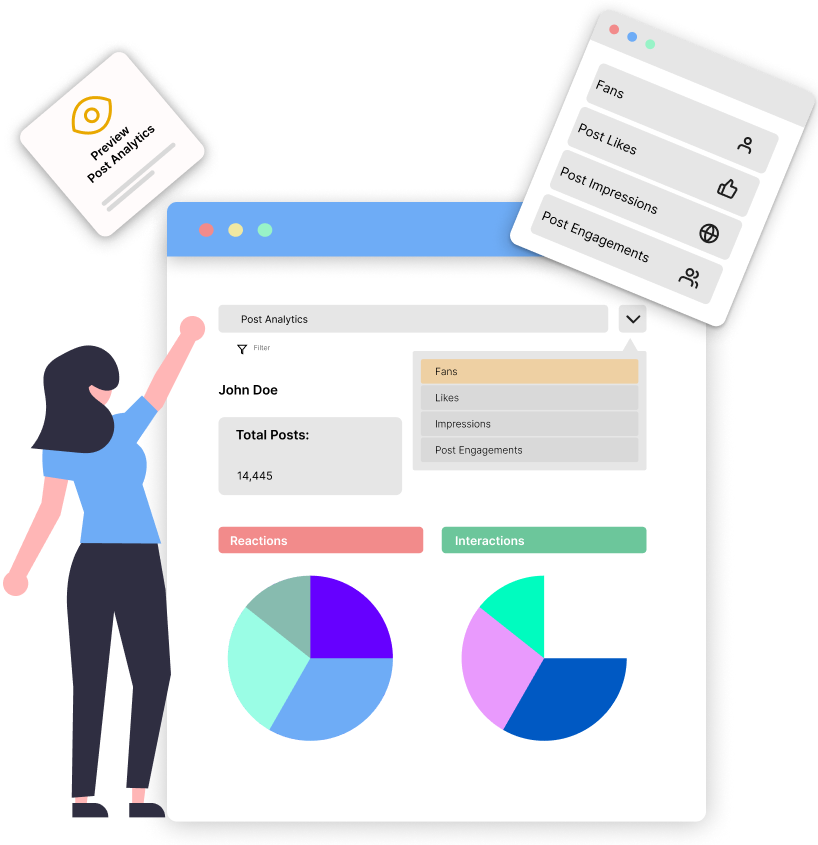 Preview
Post Analytics
Fans
Post Likes
Post Impressions
Post Engagements
Post Analytics
Filter
Fans
Likes
Impressions
Post Engagements
John Doe
Total Posts:
14,445
Reactions
Interactions